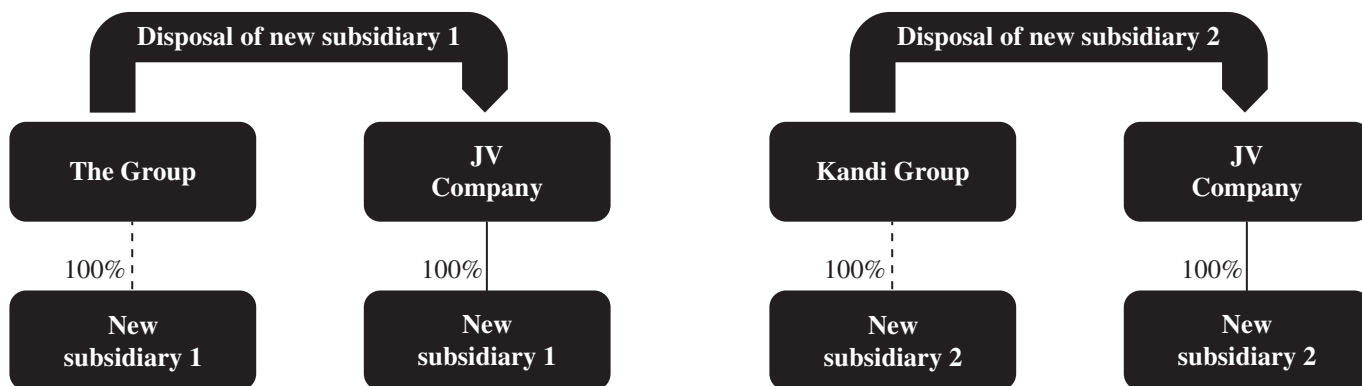 Disposal of new subsidiary 1
The Group
JV
Company
100%
100%
New
subsidiary 1
New
subsidiary 1
Disposal of new subsidiary 2
Kandi Group
JV
Company
100%
100%
New
subsidiary 2
New
subsidiary 2